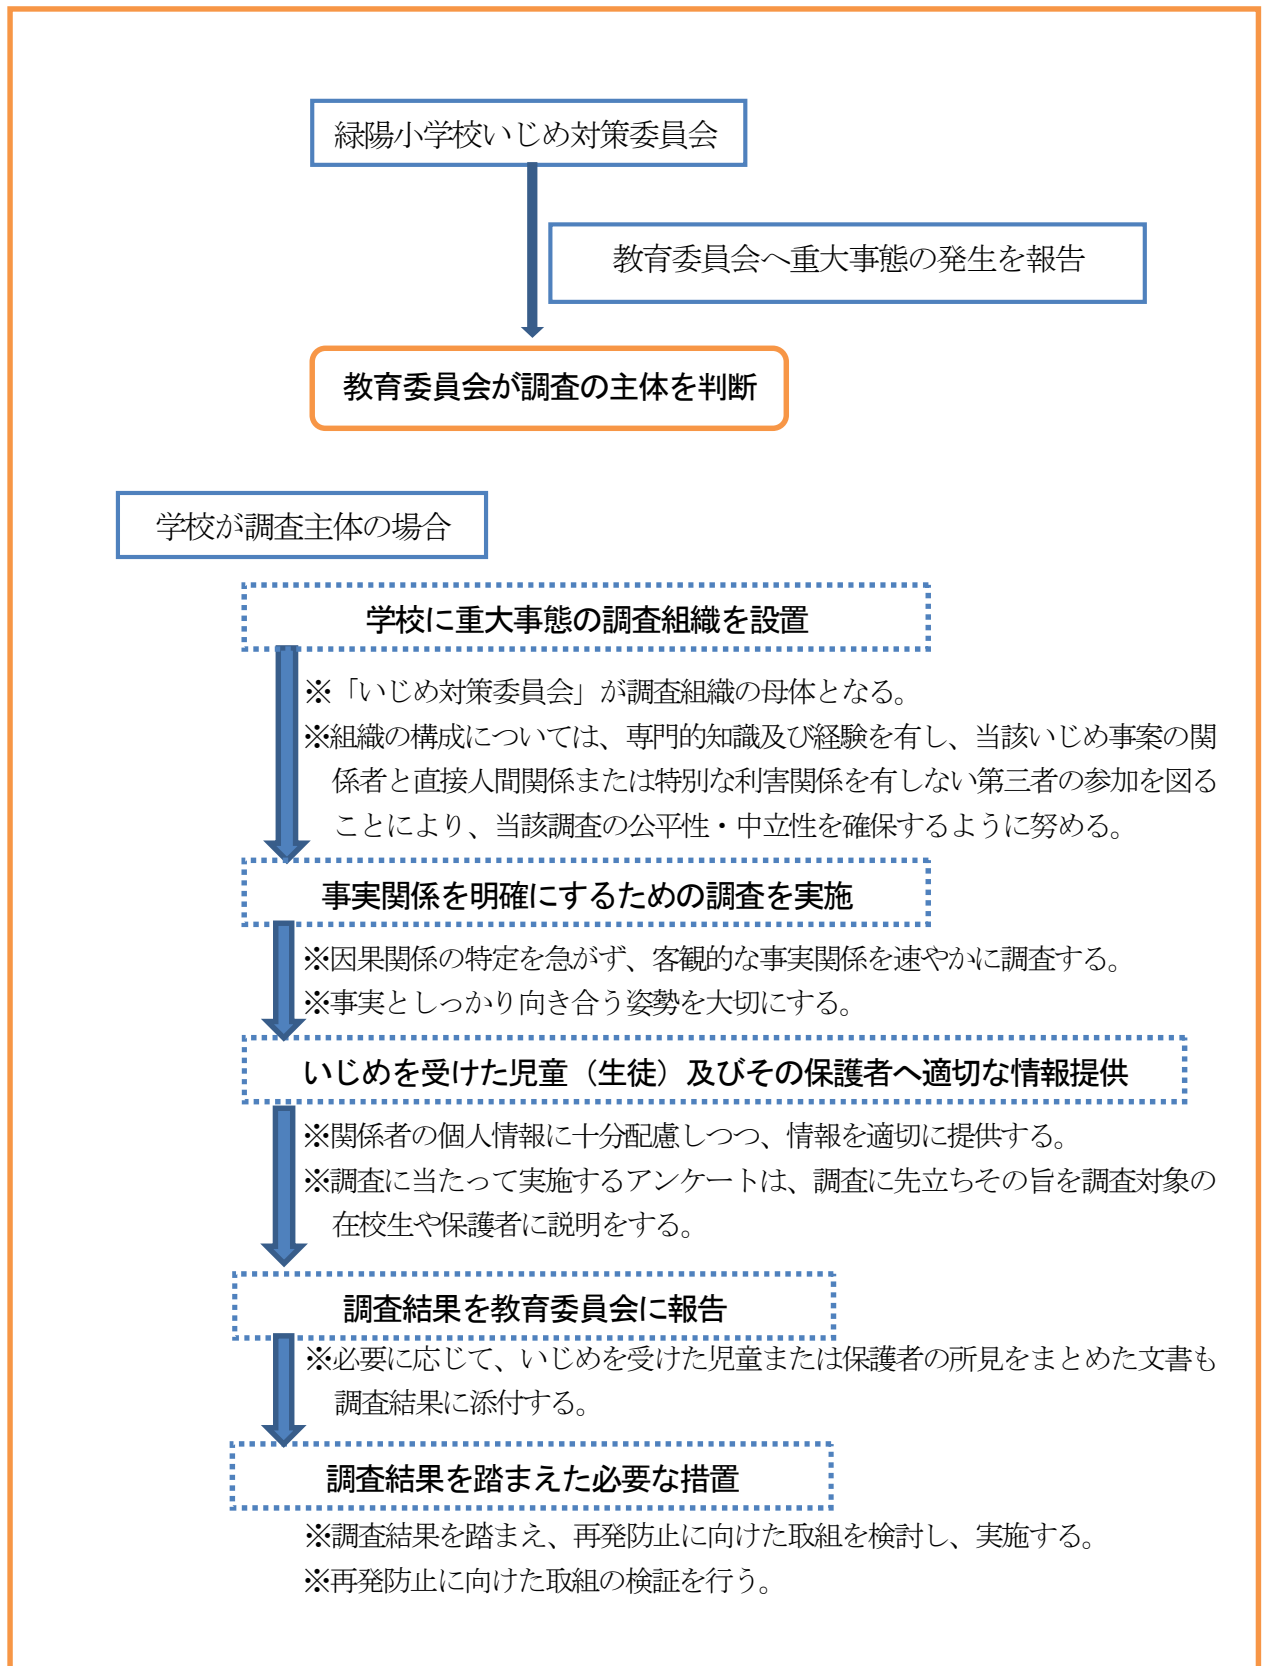 緑陽小学校いじめ対策委員会
教育委員会へ重大事態の発生を報告
教育委員会が調査の主体を判断
学校が調査主体の場合
学校に重大事態の調査組織を設置
※「いじめ対策委員会」が調査組織の母体となる。
※組織の構成については、専門的知識及び経験を有し、当該いじめ事案の関
係者と直接人間関係または特別な利害関係を有しない第三者の参加を図る
ことにより、当該調査の公平性・中立性を確保するように努める。
事実関係を明確にするための調査を実施
※因果関係の特定を急がず、客観的な事実関係を速やかに調査する。
※事実としっかり向き合う姿勢を大切にする。
いじめを受けた児童（生徒）及びその保護者へ適切な情報提供
※関係者の個人情報に十分配慮しつつ、情報を適切に提供する。
※調査に当たって実施するアンケートは、調査に先立ちその旨を調査対象の
在校生や保護者に説明をする。
調査結果を教育委員会に報告
※必要に応じて、いじめを受けた児童または保護者の所見をまとめた文書も
調査結果に添付する。
調査結果を踏まえた必要な措置
※調査結果を踏まえ、再発防止に向けた取組を検討し、実施する。
※再発防止に向けた取組の検証を行う。